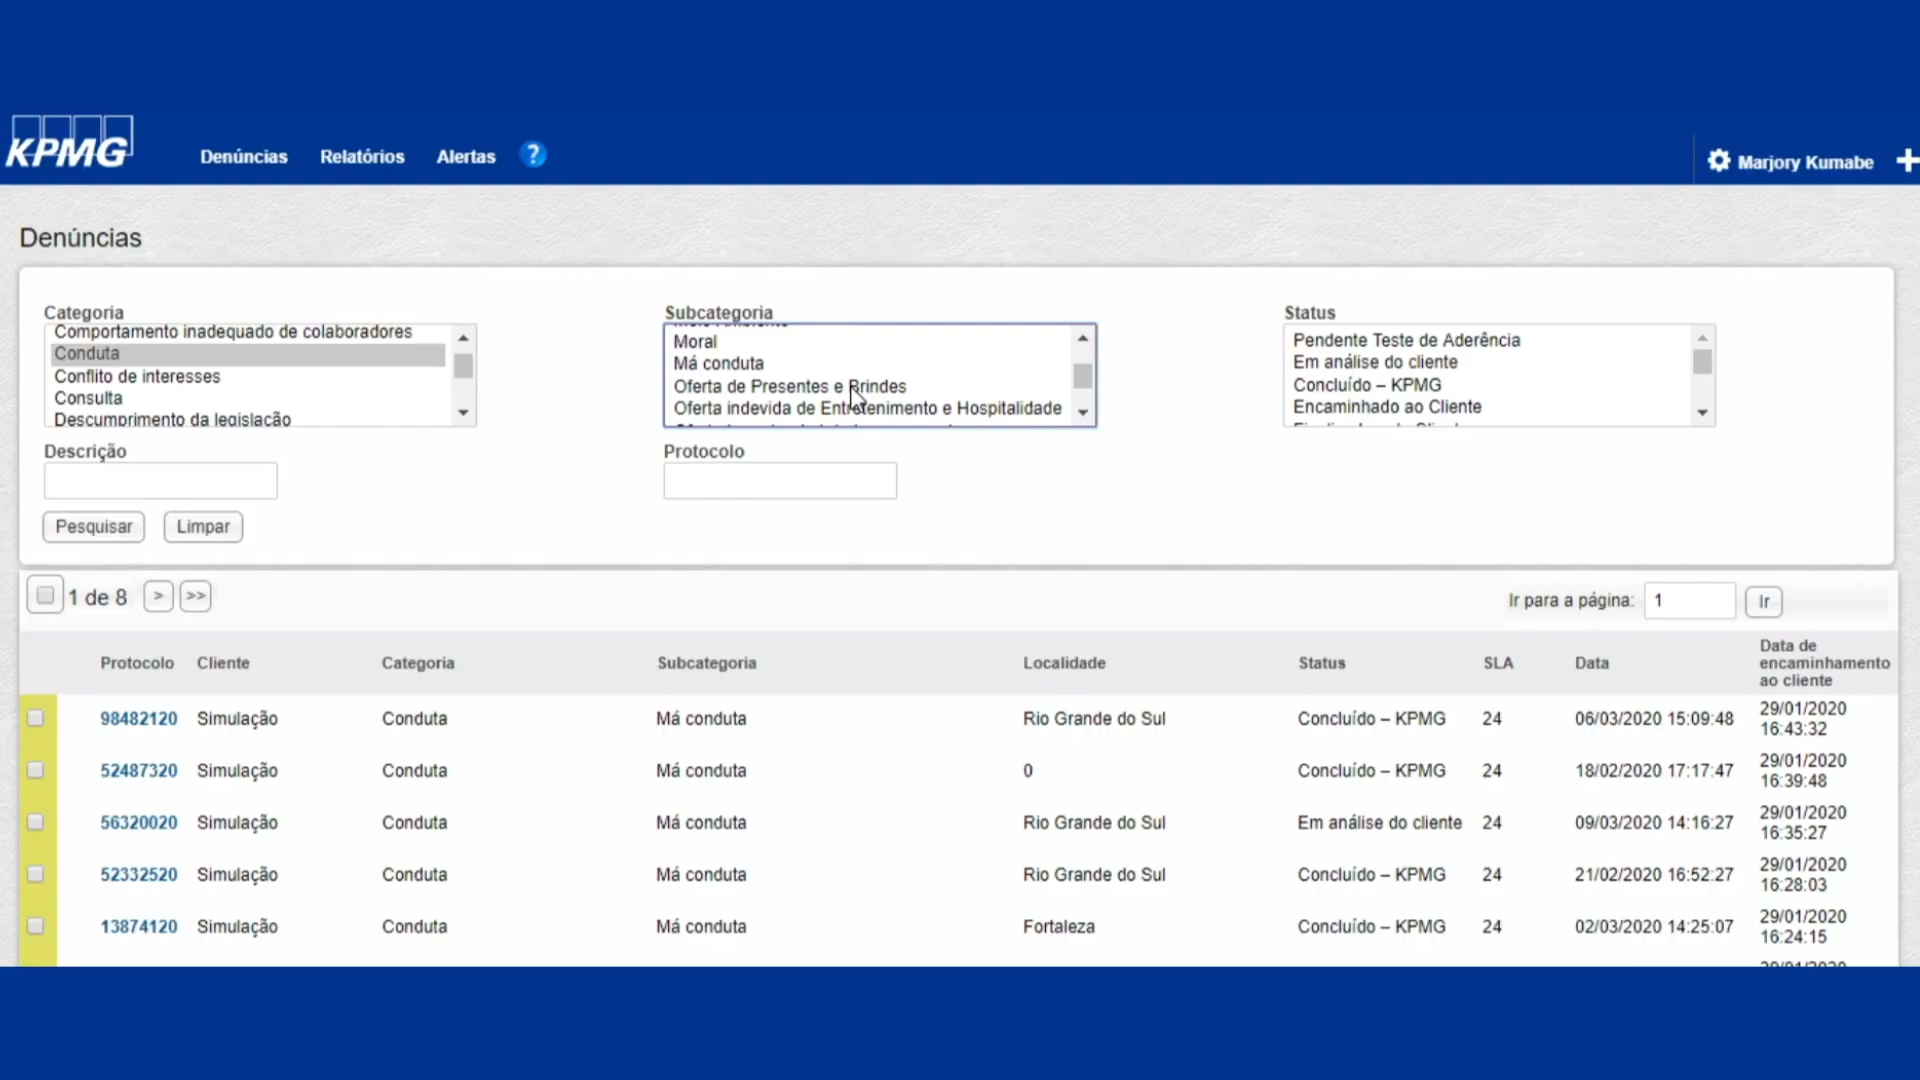 KPMG
Denúncias Relatórios Alertas ?
Marjory Kumabe
Denúncias
Categoria
Comportamento inadequado de colaboradores
Conduta
Conflito de interesses
Consulta
Descumprimento da legislação
Subcategoria
Moral
Má conduta
Oferta de Presentes e Brindes
Oferta indevida de Entretenimento e Hospitalidade
Status
Pendente Teste de Aderência
Em análise do cliente
Concluído – KPMG
Encaminhado ao Cliente
Descrição
Protocolo
Pesquisar Limpar
1 de 8 > >>
Ir para a página: 1 Ir
Protocolo Cliente Categoria Subcategoria Localidade Status SLA Data Data de encaminhamento ao cliente
98482120 Simulação Conduta Má conduta Rio Grande do Sul Concluído – KPMG 24 06/03/2020 15:09:48 29/01/2020 16:43:32
52487320 Simulação Conduta Má conduta 0 Concluído – KPMG 24 18/02/2020 17:17:47 29/01/2020 16:39:48
56320020 Simulação Conduta Má conduta Rio Grande do Sul Em análise do cliente 24 09/03/2020 14:16:27 29/01/2020 16:35:27
52332520 Simulação Conduta Má conduta Rio Grande do Sul Concluído – KPMG 24 21/02/2020 16:52:27 29/01/2020 16:28:03
13874120 Simulação Conduta Má conduta Fortaleza Concluído – KPMG 24 02/03/2020 14:25:07 29/01/2020 16:24:15